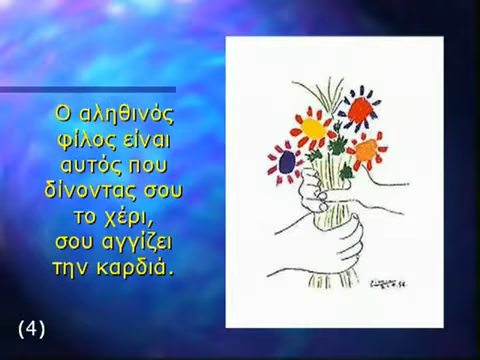 Ο αληθινός
φίλος είναι
αυτός που
δίνοντας σου
το χέρι,
σου αγγίζει
την καρδιά.
(4)